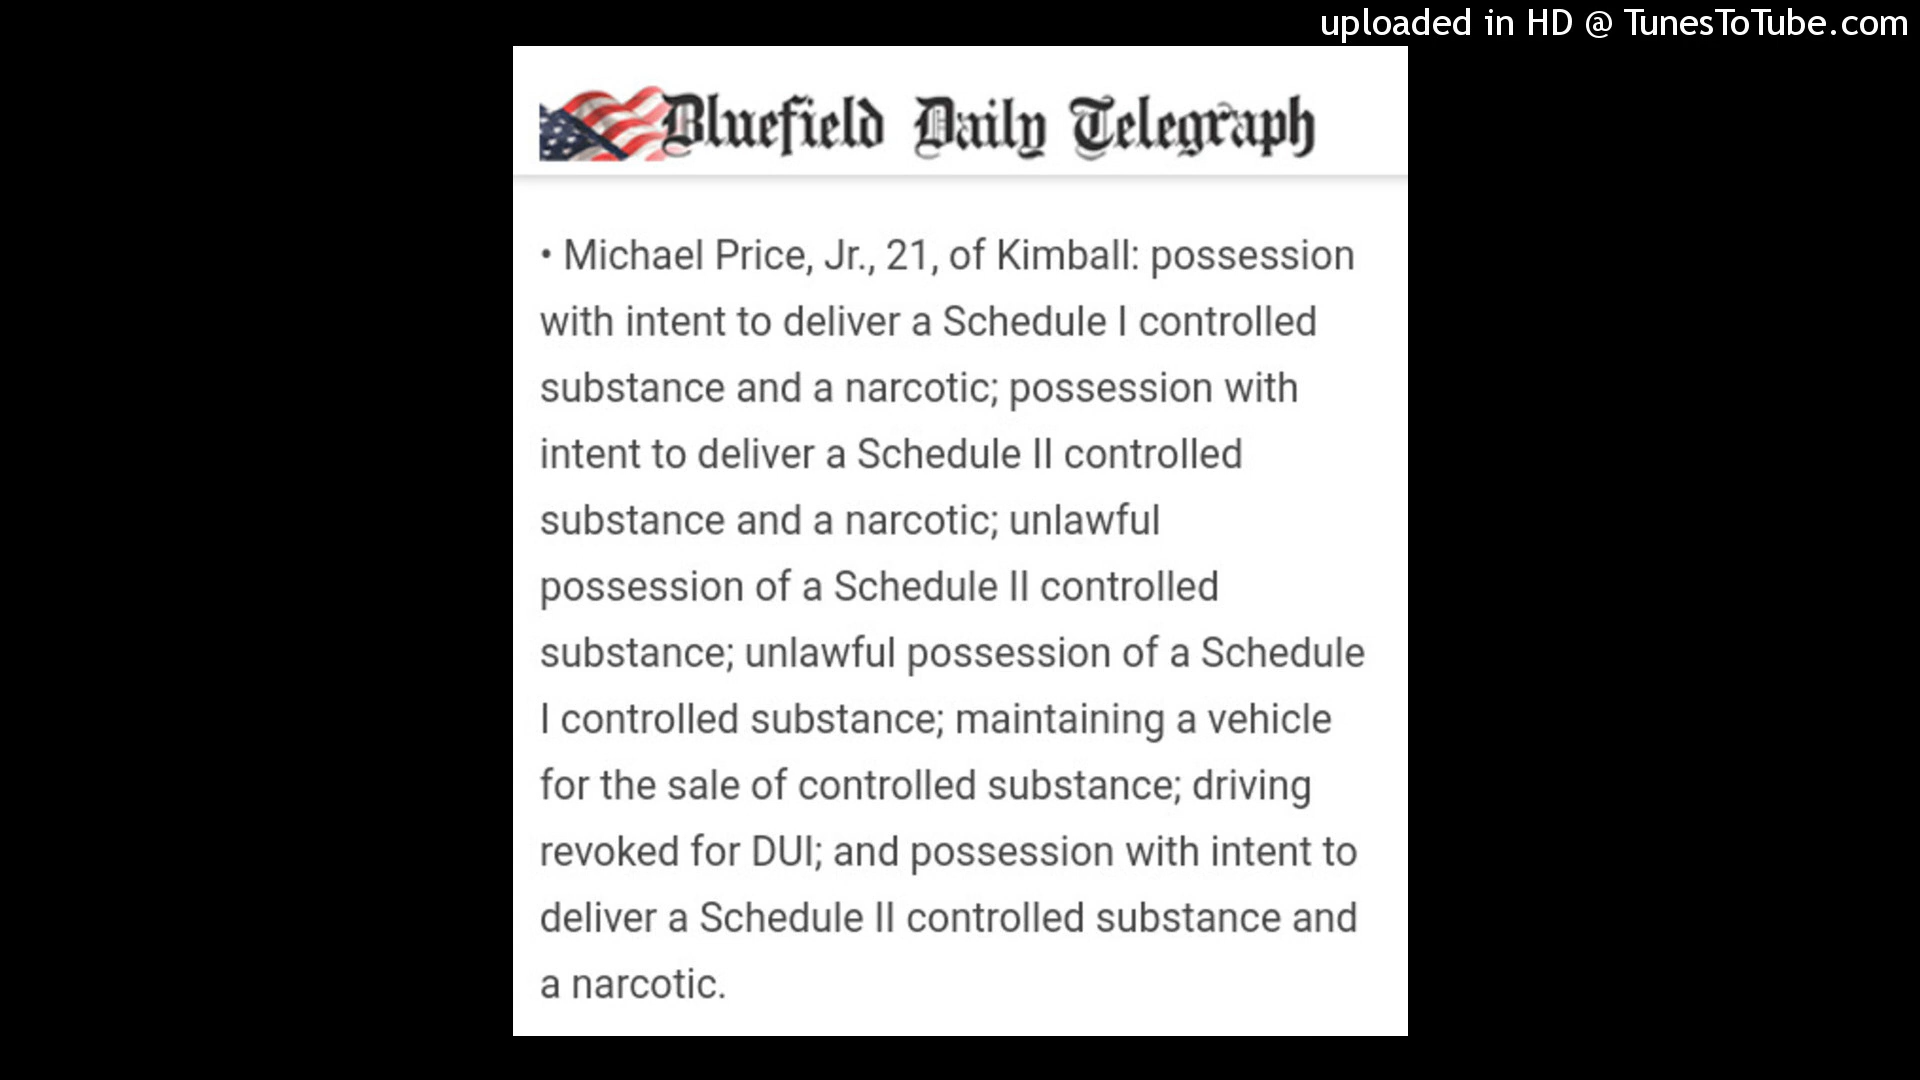 uploaded in HD @ TunesToTube.com
Bluefield Daily Telegraph
• Michael Price, Jr., 21, of Kimball: possession
with intent to deliver a Schedule I controlled
substance and a narcotic; possession with
intent to deliver a Schedule II controlled
substance and a narcotic; unlawful
possession of a Schedule II controlled
substance; unlawful possession of a Schedule
I controlled substance; maintaining a vehicle
for the sale of controlled substance; driving
revoked for DUI; and possession with intent to
deliver a Schedule II controlled substance and
a narcotic.